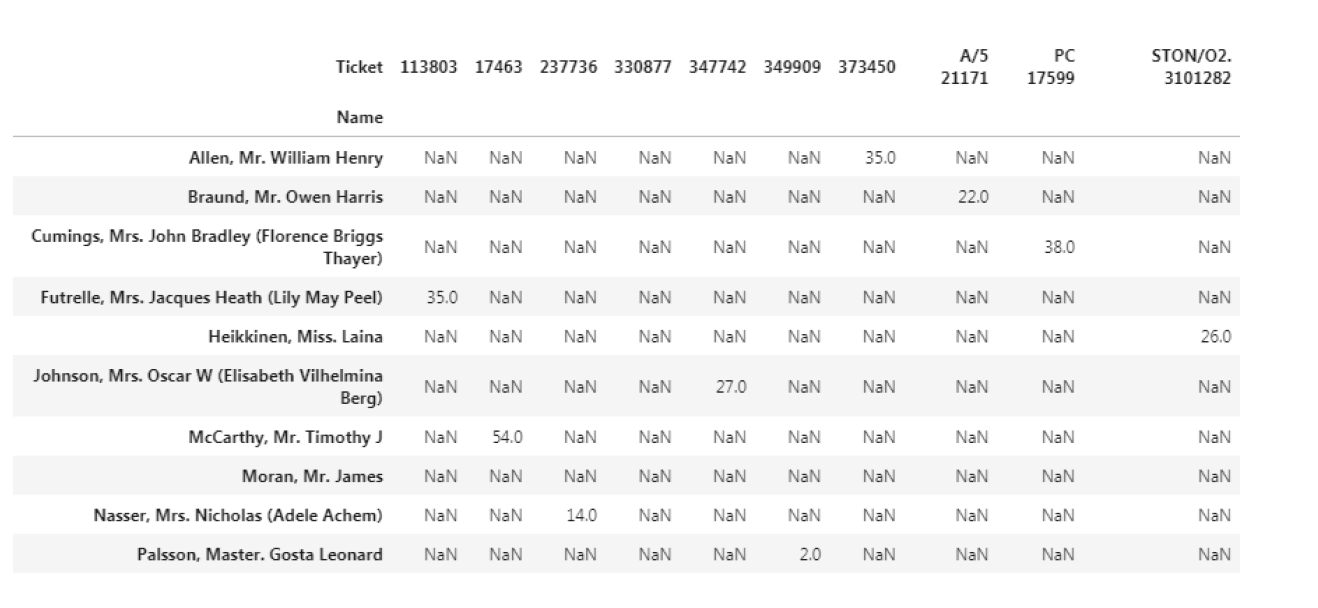 Ticket 113803 17463 237736 330877 347742 349909 373450 A/5 21171 PC 17599 STON/O2. 3101282
Name
Allen, Mr. William Henry NaN NaN NaN NaN NaN NaN 35.0 NaN NaN NaN
Braund, Mr. Owen Harris NaN NaN NaN NaN NaN NaN NaN 22.0 NaN NaN
Cumings, Mrs. John Bradley (Florence Briggs
Thayer) NaN NaN NaN NaN NaN NaN NaN NaN 38.0 NaN
Futrelle, Mrs. Jacques Heath (Lily May Peel) 35.0 NaN NaN NaN NaN NaN NaN NaN NaN NaN
Heikkinen, Miss. Laina NaN NaN NaN NaN NaN NaN NaN NaN NaN 26.0
Johnson, Mrs. Oscar W (Elisabeth Vilhelmina
Berg) NaN NaN NaN NaN 27.0 NaN NaN NaN NaN NaN
McCarthy, Mr. Timothy J NaN 54.0 NaN NaN NaN NaN NaN NaN NaN NaN
Moran, Mr. James NaN NaN NaN NaN NaN NaN NaN NaN NaN NaN
Nasser, Mrs. Nicholas (Adele Achem) NaN NaN 14.0 NaN NaN NaN NaN NaN NaN NaN
Palsson, Master. Gosta Leonard NaN NaN NaN NaN NaN 2.0 NaN NaN NaN NaN